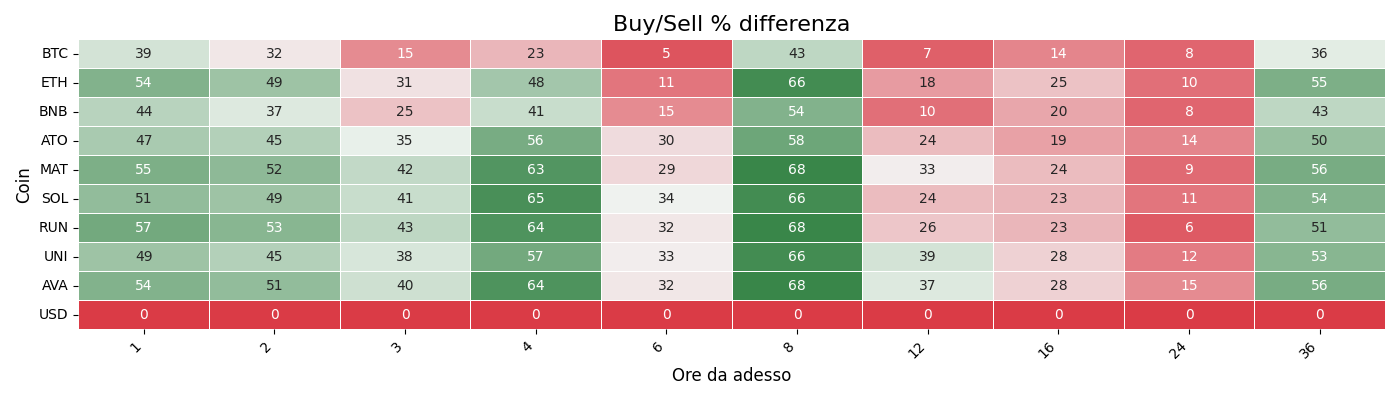 Buy/Sell % differenza
Coin
BTC 39 32 15 23 5 43 7 14 8 36
ETH 54 49 31 48 11 66 18 25 10 55
BNB 44 37 25 41 15 54 10 20 8 43
ATO 47 45 35 56 30 58 24 19 14 50
MAT 55 52 42 63 29 68 33 24 9 56
SOL 51 49 41 65 34 66 24 23 11 54
RUN 57 53 43 64 32 68 26 23 6 51
UNI 49 45 38 57 33 66 39 28 12 53
AVA 54 51 40 64 32 68 37 28 15 56
USD 0 0 0 0 0 0 0 0 0 0
1 2 3 4 6 8 12 16 24 36
Ore da adesso